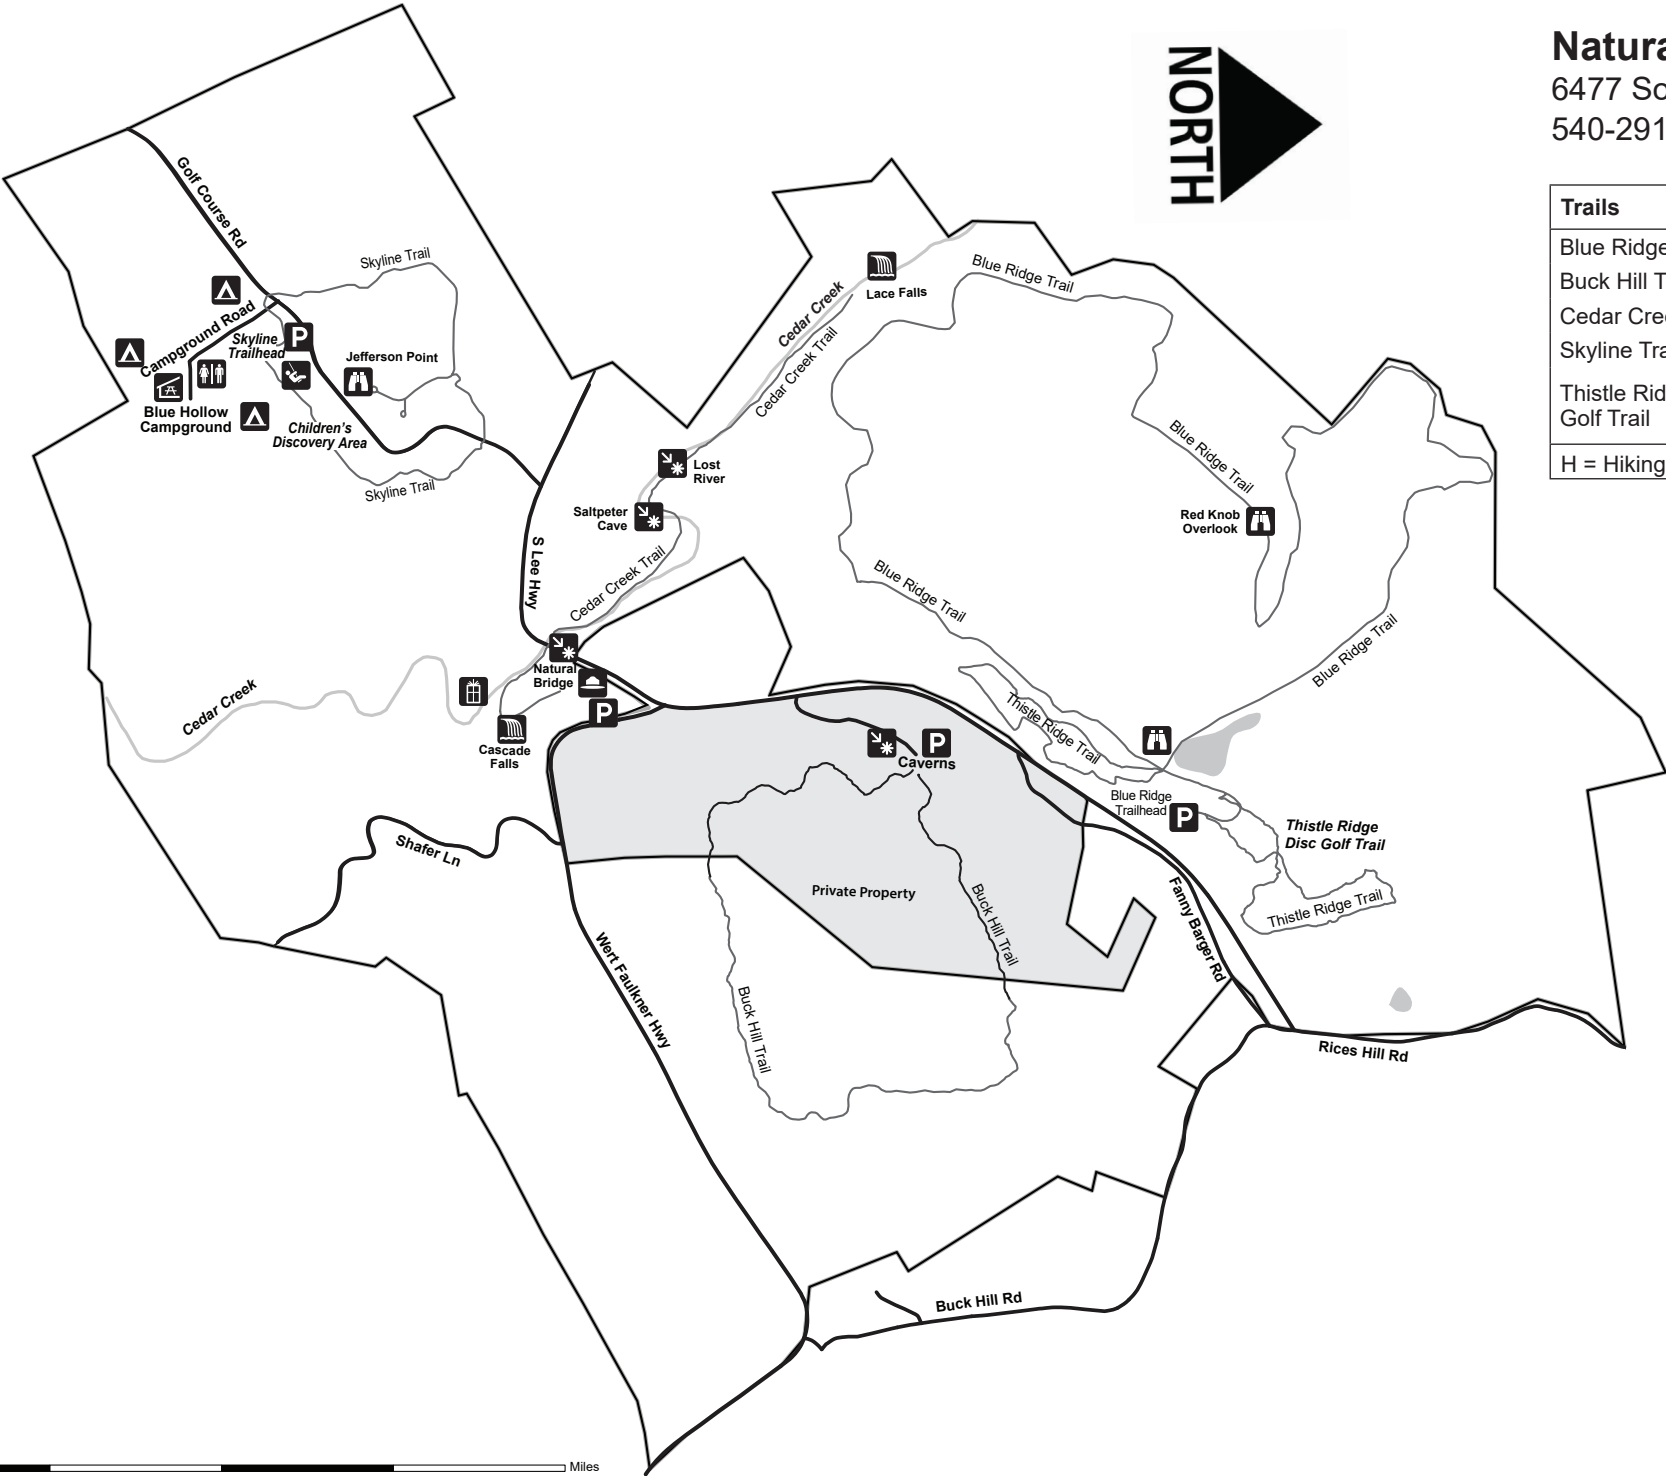 Natura
6477 So
540-291
NORTH
Trails
Blue Ridge
Buck Hill T
Cedar Cree
Skyline Tra
Thistle Rid
Golf Trail
H = Hiking
Golf Course Rd
Skyline Trail
Campground Road
Skyline
Trailhead
P
Jefferson Point
Blue Hollow
Campground
Children's
Discovery Area
Skyline Trail
S Lee Hwy
Cedar Creek
Lace Falls
Cedar Creek Trail
Blue Ridge Trail
Lost
River
Saltpeter
Cave
Cedar Creek Trail
Blue Ridge Trail
Red Knob
Overlook
Blue Ridge Trail
Blue Ridge Trail
Natural
Bridge
P
Cedar Creek
Cascade
Falls
Thistle Ridge Trail
P
Caverns
Blue Ridge
Trailhead
P
Thistle Ridge
Disc Golf Trail
Thistle Ridge Trail
Shafer Ln
Private Property
Buck Hill Trail
Fanny Barger Rd
Wert Faulkner Hwy
Buck Hill Trail
Rices Hill Rd
Buck Hill Rd
Miles